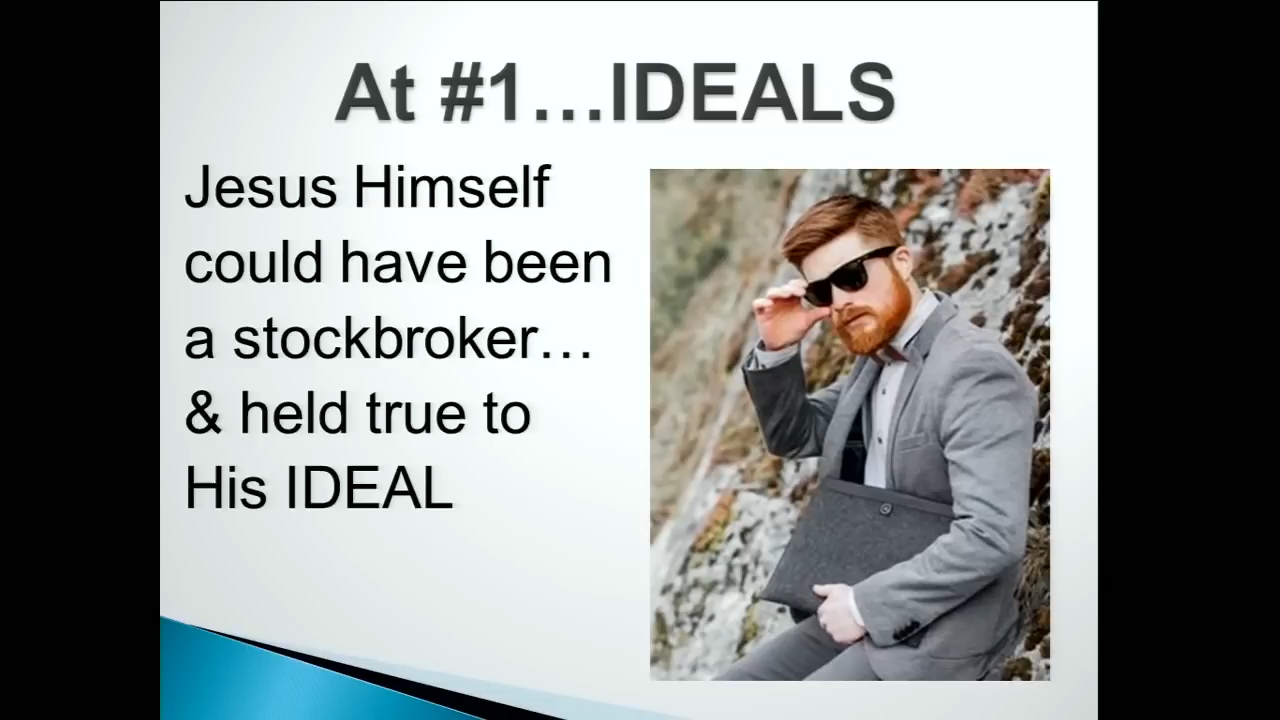 At #1…IDEALS
Jesus Himself
could have been
a stockbroker…
& held true to
His IDEAL